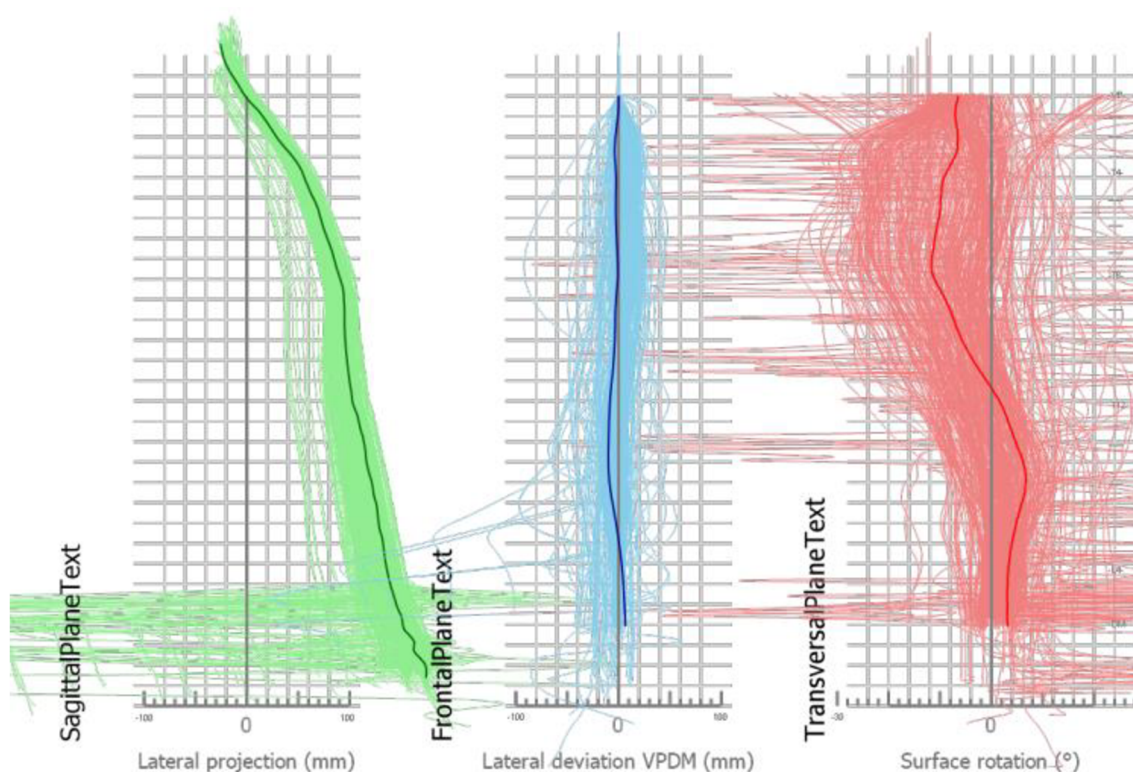 SagittalPlaneText
FrontalPlaneText
TransversalPlaneText
-100 0 100
-100 0 100
-30 0
Lateral projection (mm)
Lateral deviation VPDM (mm)
Surface rotation (°)